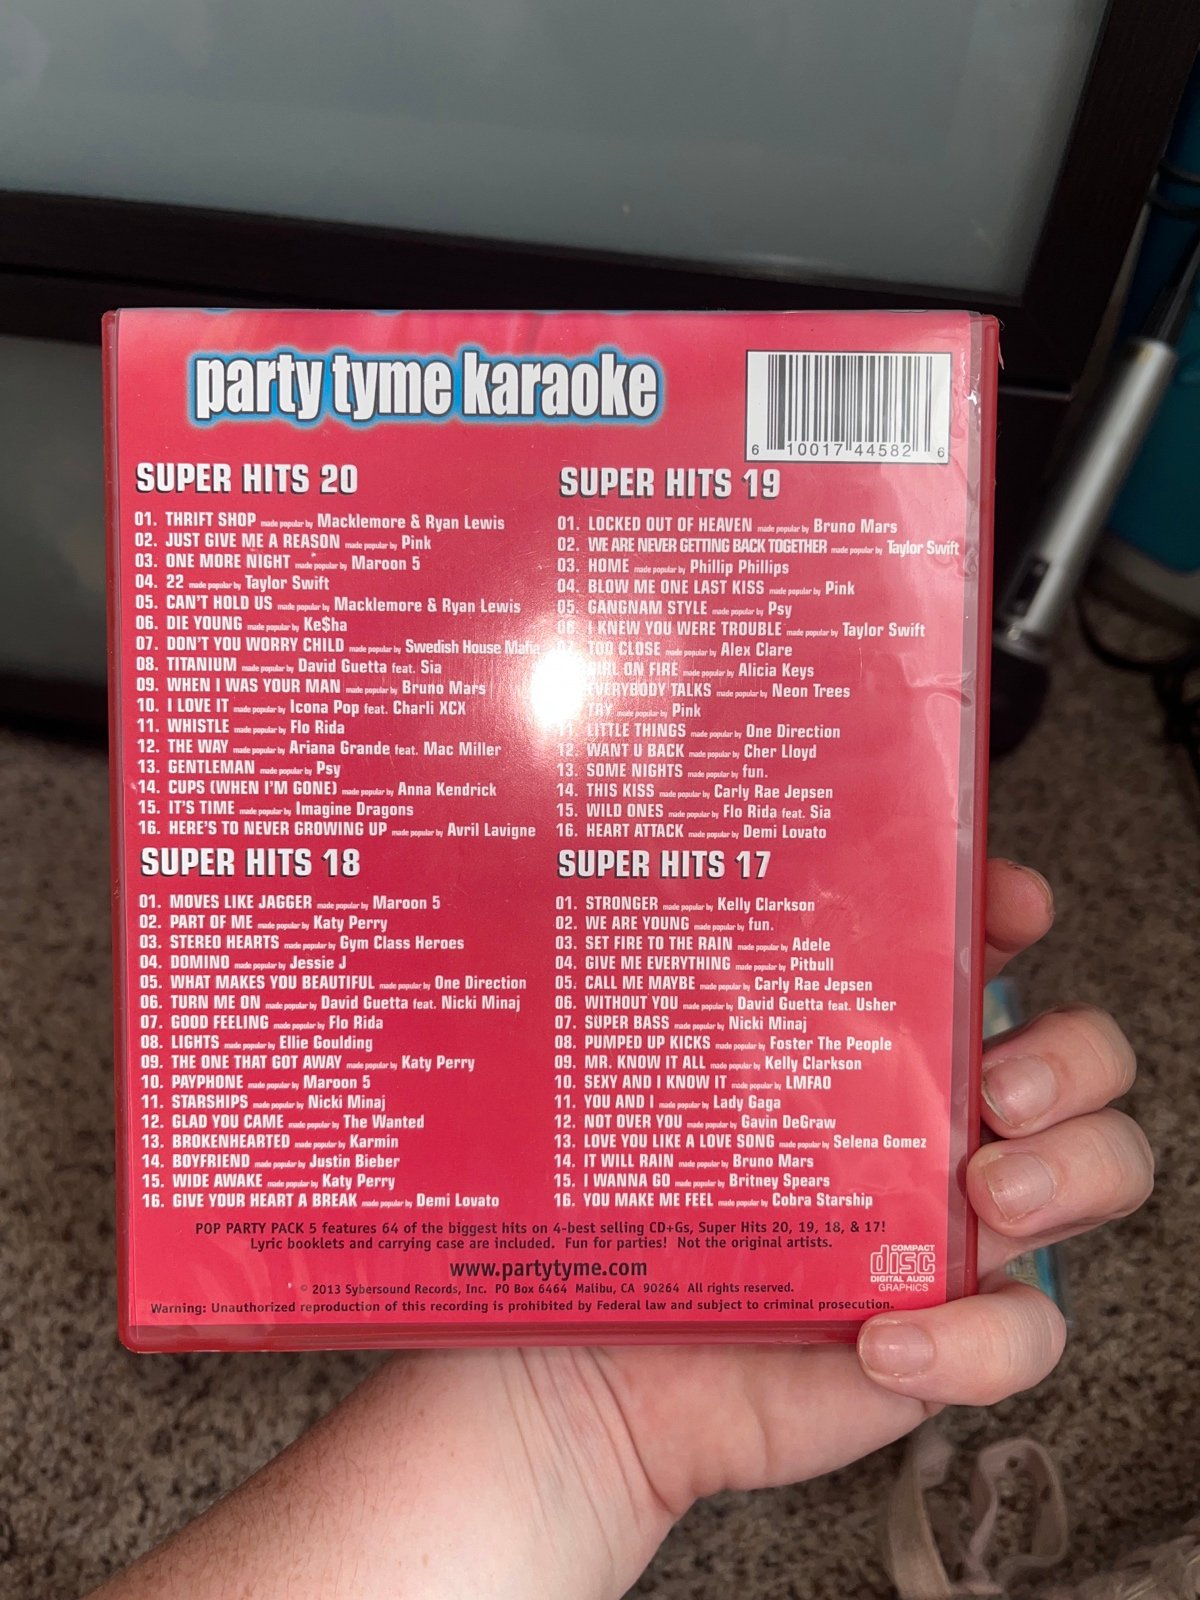 party tyme karaoke
6 10017 44582 6
SUPER HITS 20
01. THRIFT SHOP made popular by Macklemore & Ryan Lewis
02. JUST GIVE ME A REASON made popular by Pink
03. ONE MORE NIGHT made popular by Maroon 5
04. 22 made popular by Taylor Swift
05. CAN'T HOLD US made popular by Macklemore & Ryan Lewis
06. DIE YOUNG made popular by Ke$ha
07. DON'T YOU WORRY CHILD made popular by Swedish House Mafia
08. TITANIUM made popular by David Guetta feat. Sia
09. WHEN I WAS YOUR MAN made popular by Bruno Mars
10. I LOVE IT made popular by Icona Pop feat. Charli XCX
11. WHISTLE made popular by Flo Rida
12. THE WAY made popular by Ariana Grande feat. Mac Miller
13. GENTLEMAN made popular by Psy
14. CUPS (WHEN I'M GONE) made popular by Anna Kendrick
15. IT'S TIME made popular by Imagine Dragons
16. HERE'S TO NEVER GROWING UP made popular by Avril Lavigne
SUPER HITS 19
01. LOCKED OUT OF HEAVEN made popular by Bruno Mars
02. WE ARE NEVER GETTING BACK TOGETHER made popular by Taylor Swift
03. HOME made popular by Phillip Phillips
04. BLOW ME ONE LAST KISS made popular by Pink
05. GANGNAM STYLE made popular by Psy
06. I KNEW YOU WERE TROUBLE made popular by Taylor Swift
TOO CLOSE made popular by Alex Clare
GIRL ON FIRE made popular by Alicia Keys
EVERYBODY TALKS made popular by Neon Trees
TRY made popular by Pink
11. LITTLE THINGS made popular by One Direction
12. WANT U BACK made popular by Cher Lloyd
13. SOME NIGHTS made popular by fun.
14. THIS KISS made popular by Carly Rae Jepsen
15. WILD ONES made popular by Flo Rida feat. Sia
16. HEART ATTACK made popular by Demi Lovato
SUPER HITS 18
01. MOVES LIKE JAGGER made popular by Maroon 5
02. PART OF ME made popular by Katy Perry
03. STEREO HEARTS made popular by Gym Class Heroes
04. DOMINO made popular by Jessie J
05. WHAT MAKES YOU BEAUTIFUL made popular by One Direction
06. TURN ME ON made popular by David Guetta feat. Nicki Minaj
07. GOOD FEELING made popular by Flo Rida
08. LIGHTS made popular by Ellie Goulding
09. THE ONE THAT GOT AWAY made popular by Katy Perry
10. PAYPHONE made popular by Maroon 5
11. STARSHIPS made popular by Nicki Minaj
12. GLAD YOU CAME made popular by The Wanted
13. BROKENHEARTED made popular by Karmin
14. BOYFRIEND made popular by Justin Bieber
15. WIDE AWAKE made popular by Katy Perry
16. GIVE YOUR HEART A BREAK made popular by Demi Lovato
SUPER HITS 17
01. STRONGER made popular by Kelly Clarkson
02. WE ARE YOUNG made popular by fun.
03. SET FIRE TO THE RAIN made popular by Adele
04. GIVE ME EVERYTHING made popular by Pitbull
05. CALL ME MAYBE made popular by Carly Rae Jepsen
06. WITHOUT YOU made popular by David Guetta feat. Usher
07. SUPER BASS made popular by Nicki Minaj
08. PUMPED UP KICKS made popular by Foster The People
09. MR. KNOW IT ALL made popular by Kelly Clarkson
10. SEXY AND I KNOW IT made popular by LMFAO
11. YOU AND I made popular by Lady Gaga
12. NOT OVER YOU made popular by Gavin DeGraw
13. LOVE YOU LIKE A LOVE SONG made popular by Selena Gomez
14. IT WILL RAIN made popular by Bruno Mars
15. I WANNA GO made popular by Britney Spears
16. YOU MAKE ME FEEL made popular by Cobra Starship
POP PARTY PACK 5 features 64 of the biggest hits on 4-best selling CD+Gs, Super Hits 20, 19, 18, & 17!
Lyric booklets and carrying case are included. Fun for parties! Not the original artists.
www.partytyme.com
© 2013 Sybersound Records, Inc. PO Box 6464 Malibu, CA 90264 All rights reserved.
Warning: Unauthorized reproduction of this recording is prohibited by Federal law and subject to criminal prosecution.
COMPACT
disc
DIGITAL AUDIO
GRAPHICS